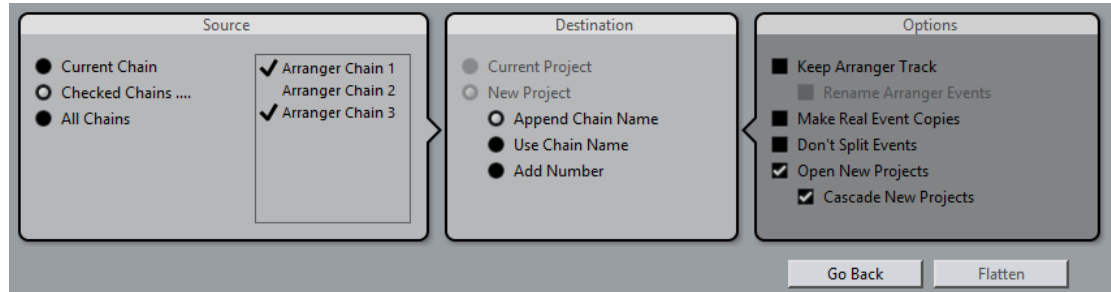 Source
Current Chain
Checked Chains ....
All Chains
Arranger Chain 1
Arranger Chain 2
Arranger Chain 3
Destination
Current Project
New Project
Append Chain Name
Use Chain Name
Add Number
Options
Keep Arranger Track
Rename Arranger Events
Make Real Event Copies
Don't Split Events
Open New Projects
Cascade New Projects
Go Back
Flatten